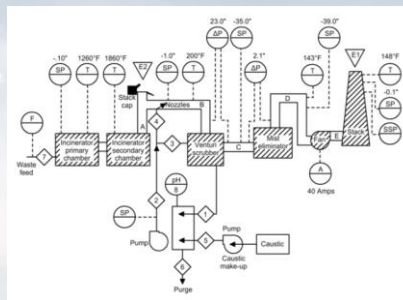 -.10" 1260°F 1860°F E2 -1.0" 200°F 23.0" -35.0" 2.1" -39.0" 143°F E1 148°F
SP T T SP T ΔP SP ΔP SP T T
Stack cap
Nozzles
-0.1"
SP
SSP
A B C D E
F
Waste feed
7
Incinerator primary chamber
Incinerator secondary chamber
4
3
Venturi scrubber
Mist eliminator
Fan
Stack
A
40 Amps
pH
8
2
1
SP
Pump
5
Pump
Caustic
Caustic make-up
6
Purge